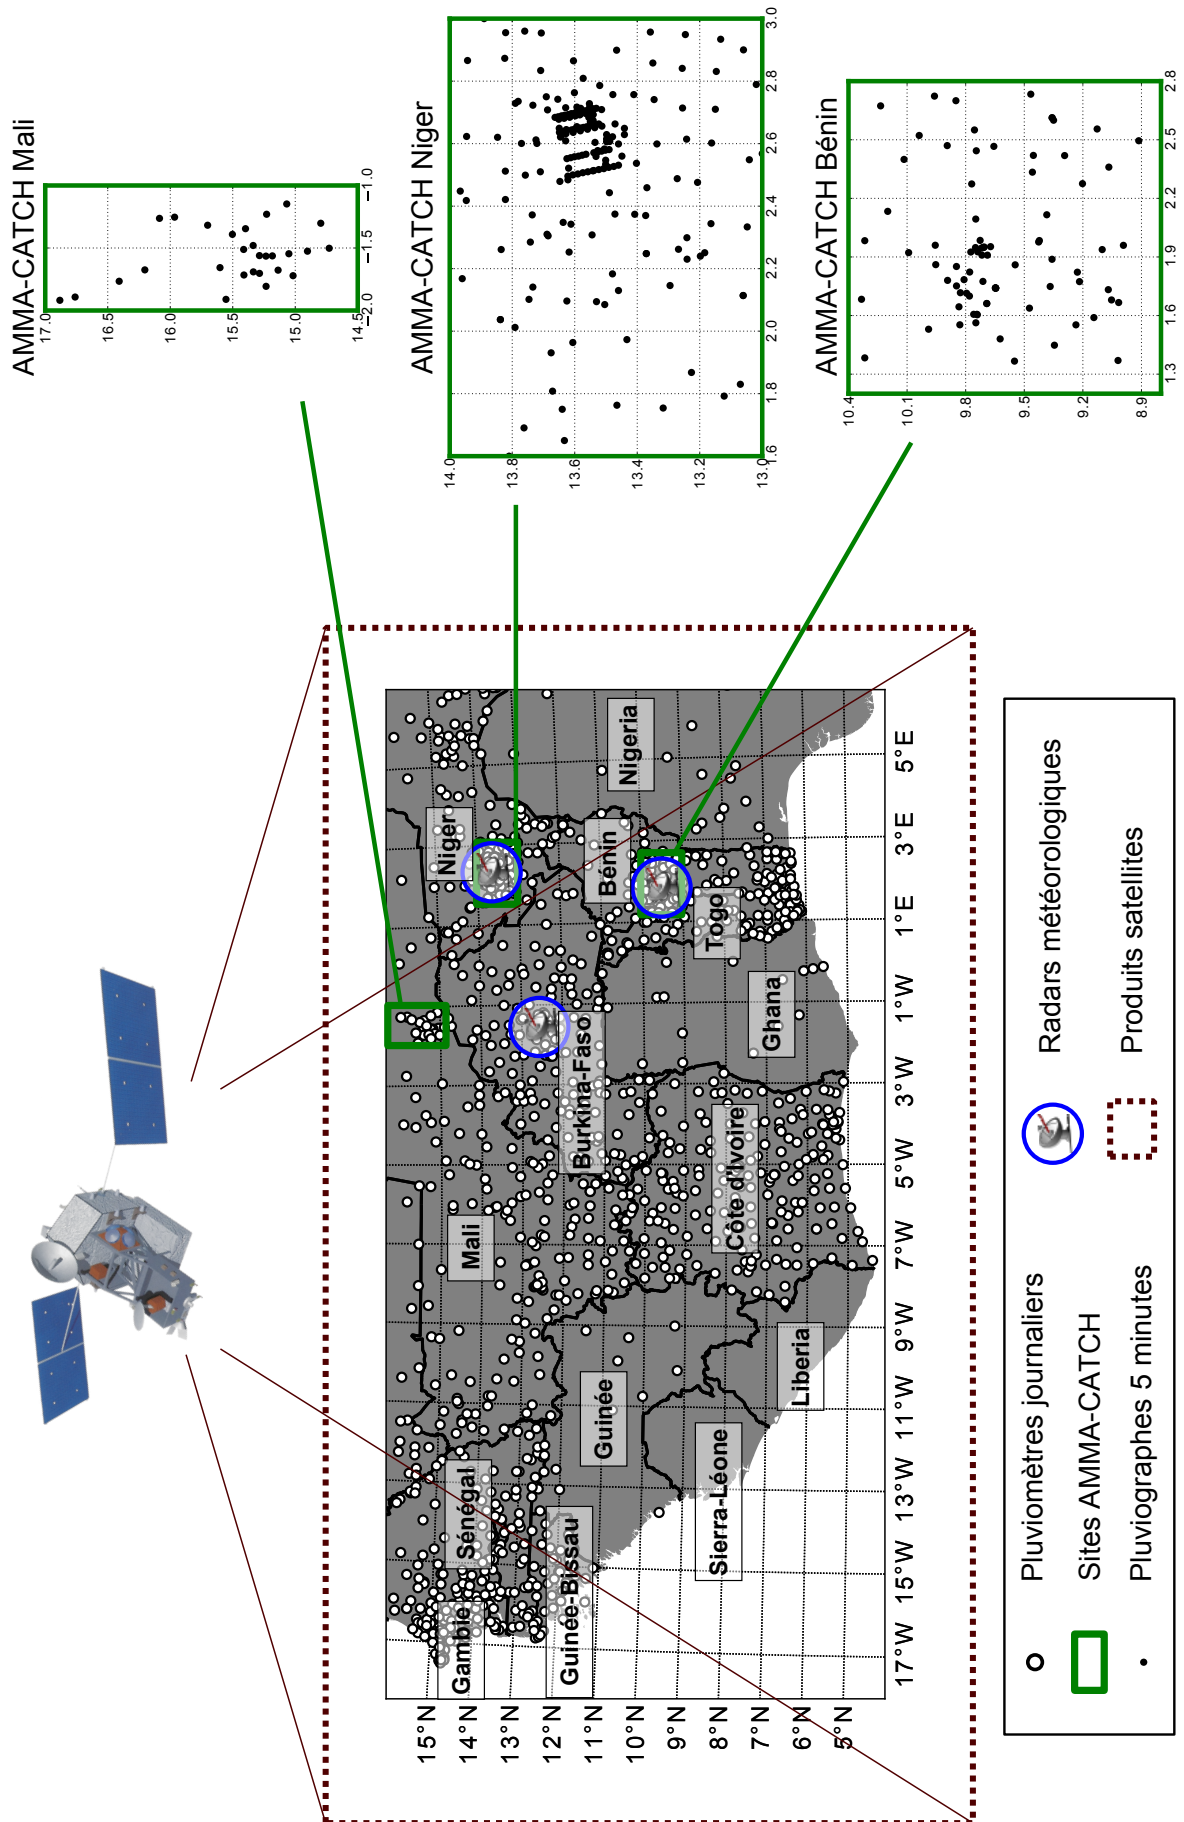 AMMA-CATCH Mali
17.0
16.5
16.0
15.5
15.0
14.5
−2.0
−1.5
−1.0
AMMA-CATCH Niger
14.0
13.8
13.6
13.4
13.2
13.0
1.6
1.8
2.0
2.2
2.4
2.6
2.8
3.0
AMMA-CATCH Bénin
10.4
10.1
9.8
9.5
9.2
8.9
1.3
1.6
1.9
2.2
2.5
2.8
15°N
14°N
13°N
12°N
11°N
10°N
9°N
8°N
7°N
6°N
5°N
17°W
15°W
13°W
11°W
9°W
7°W
5°W
3°W
1°W
1°E
3°E
5°E
Gambie
Sénégal
Guinée-Bissau
Mali
Niger
Burkina-Faso
Bénin
Nigeria
Guinée
Sierra-Léone
Liberia
Côte d'Ivoire
Ghana
Togo
Pluviomètres journaliers
Radars météorologiques
Sites AMMA-CATCH
Produits satellites
Pluviographes 5 minutes